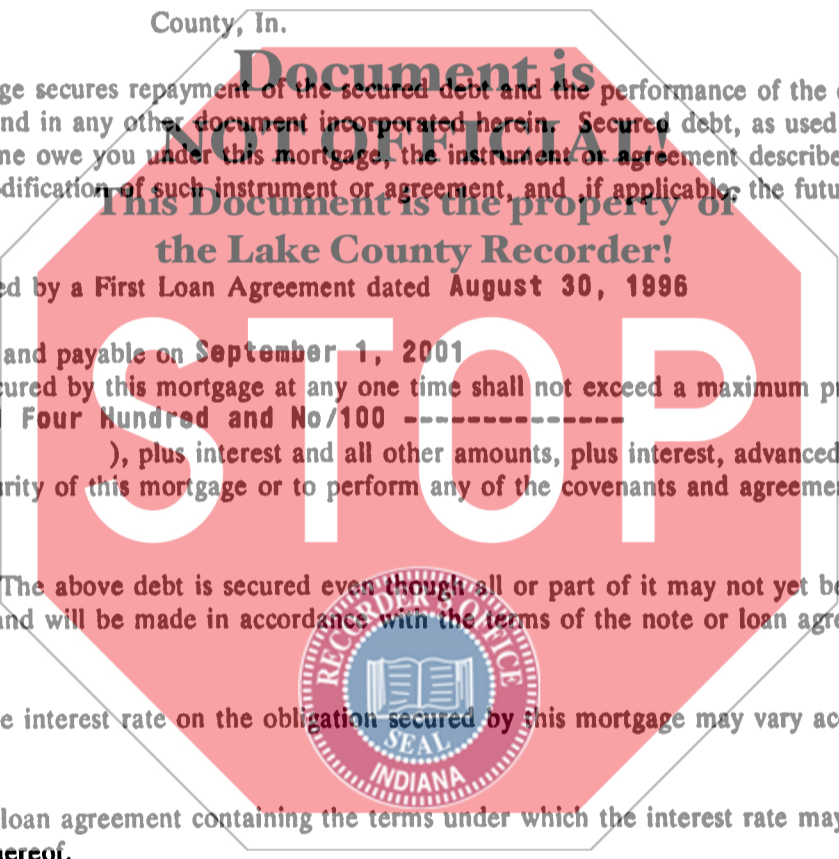 County, In.
Document is
ge secures repayment of the secured debt and the performance of the
nd in any other document incorporated herein. Secured debt, as used
NOT OFFICIAL!
ne owe you under this mortgage, the instrument or agreement describe
dification of such instrument or agreement, and ,if applicable, the futu
This Document is the property of
the Lake County Recorder!
ed by a First Loan Agreement dated August 30, 1996
STOP
and payable on September 1, 2001
cured by this mortgage at any one time shall not exceed a maximum p
Four Hundred and No/100 ---------------
), plus interest and all other amounts, plus interest, advanced
rity of this mortgage or to perform any of the covenants and agreeme
The above debt is secured even though all or part of it may not yet be
and will be made in accordance with the terms of the note or loan agre
RECORDER'S OFFICE
e interest rate on the obligation secured by this mortgage may vary ac
SEAL
INDIANA
loan agreement containing the terms under which the interest rate may
hereof.